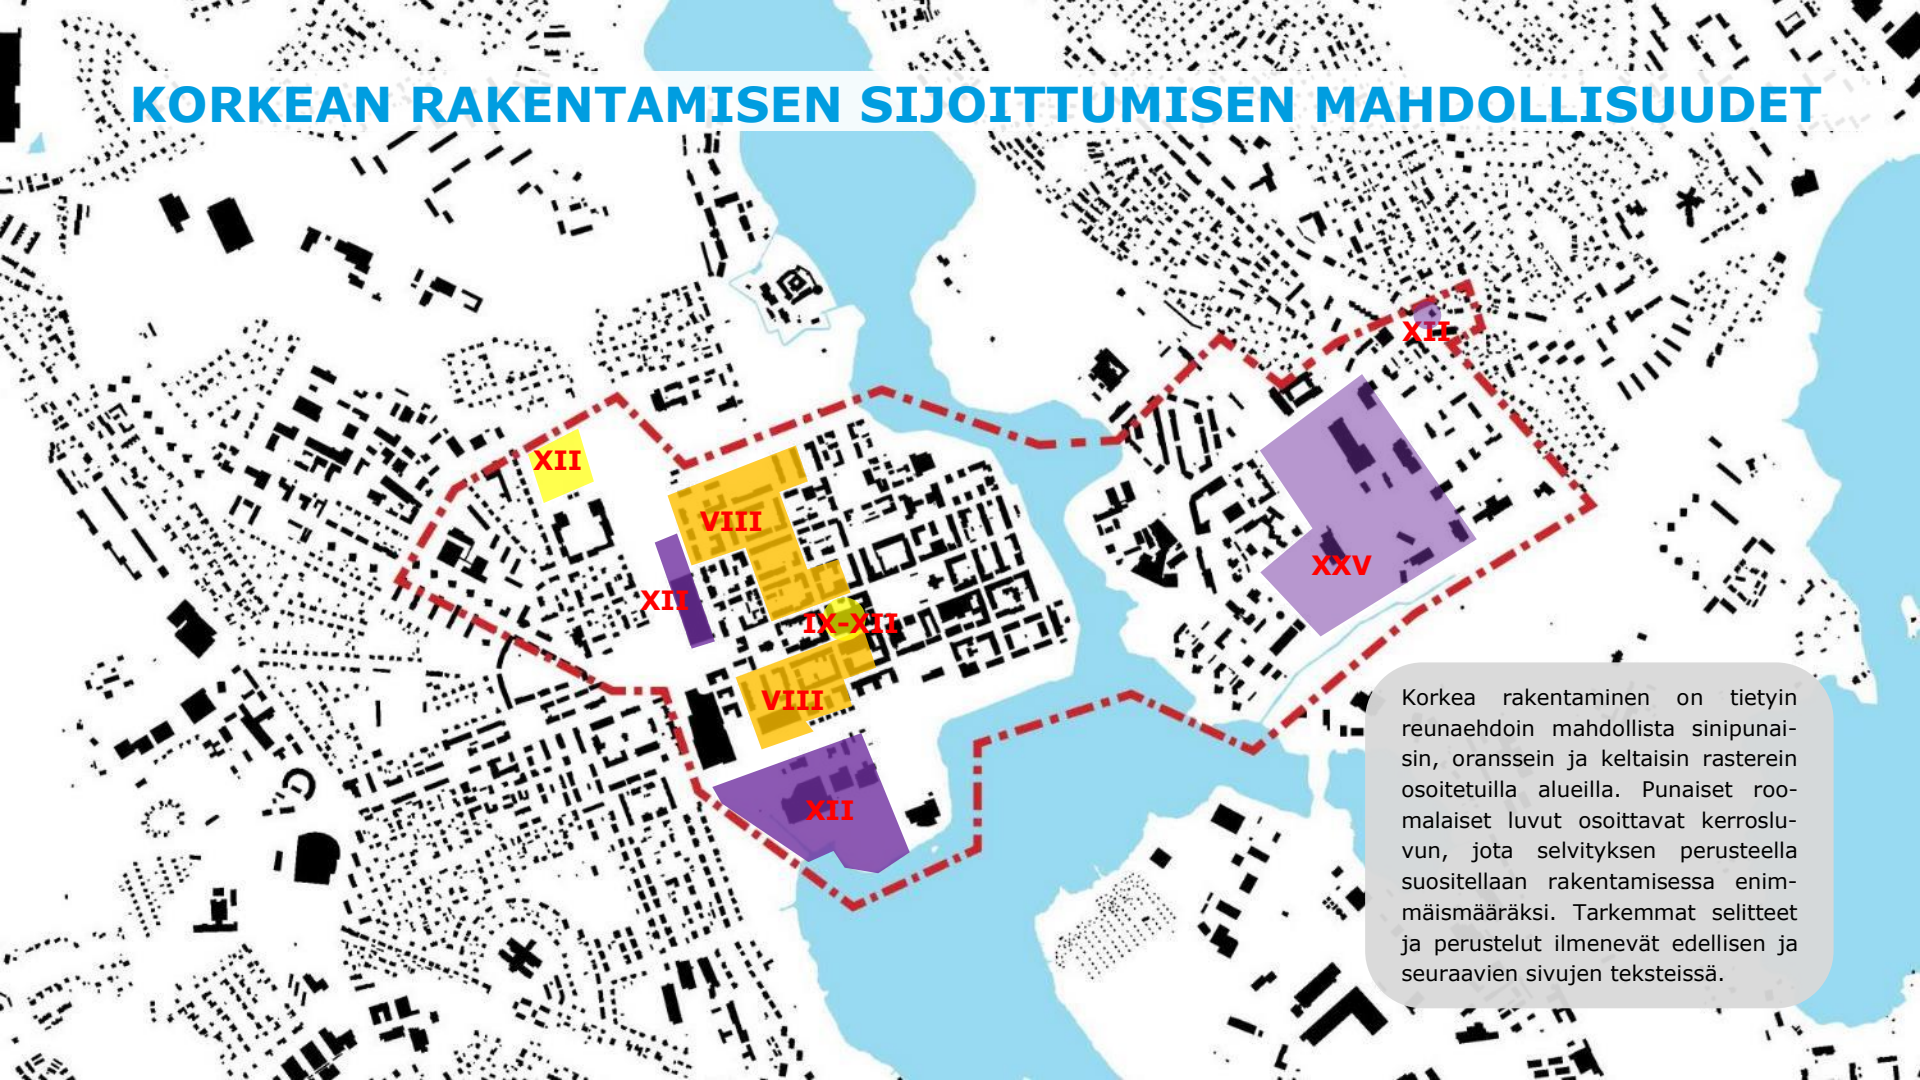 KORKEAN RAKENTAMISEN SIJOITTUMISEN MAHDOLLISUUDET
XII
XII
VIII
XII
XXV
IX-XII
VIII
XII
Korkea rakentaminen on tietyin
reunaehdoin mahdollista sinipunai-
sin, oranssein ja keltaisin rasterein
osoitetuilla alueilla. Punaiset roo-
malaiset luvut osoittavat kerroslu-
vun, jota selvityksen perusteella
suositellaan rakentamisessa enim-
mäismääräksi. Tarkemmat selitteet
ja perustelut ilmenevät edellisen ja
seuraavien sivujen teksteissä.